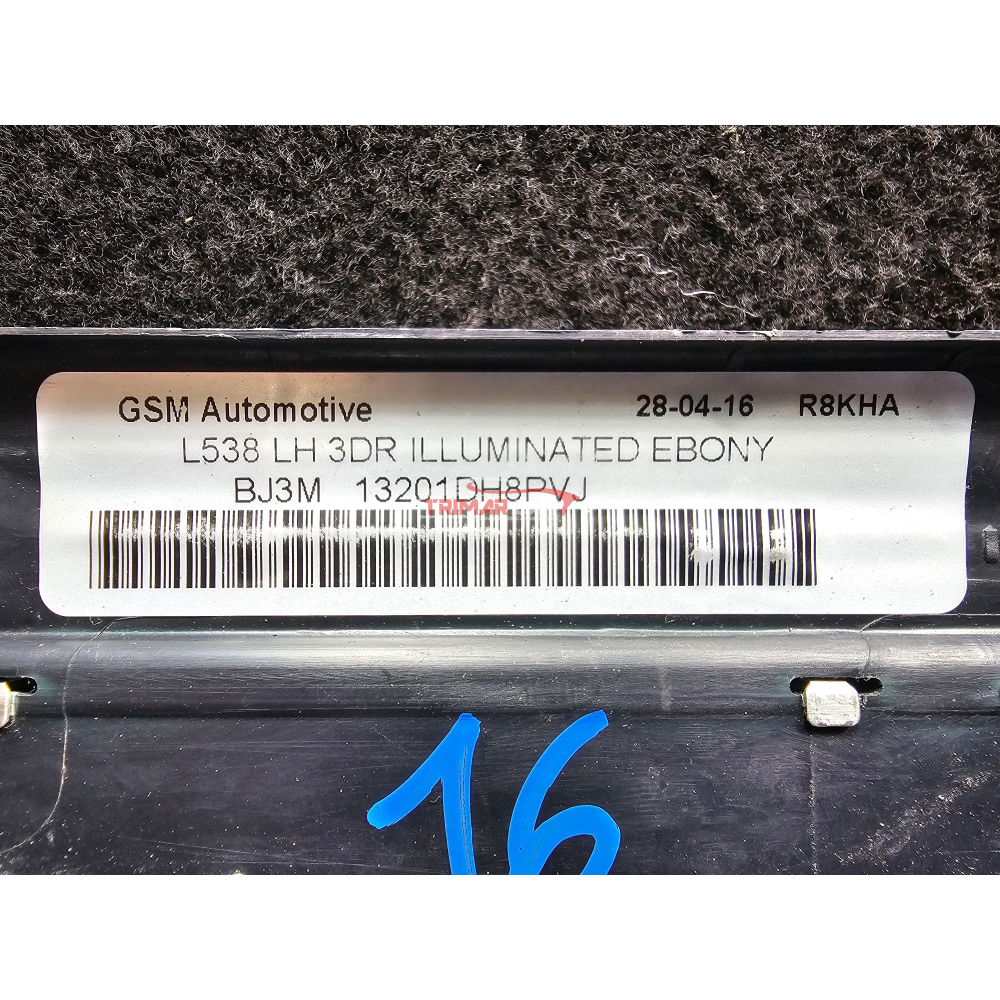 GSM Automotive 28-04-16 R8KHA
L538 LH 3DR ILLUMINATED EBONY
BJ3M 13201DH8PVJ
TRIMAR
16